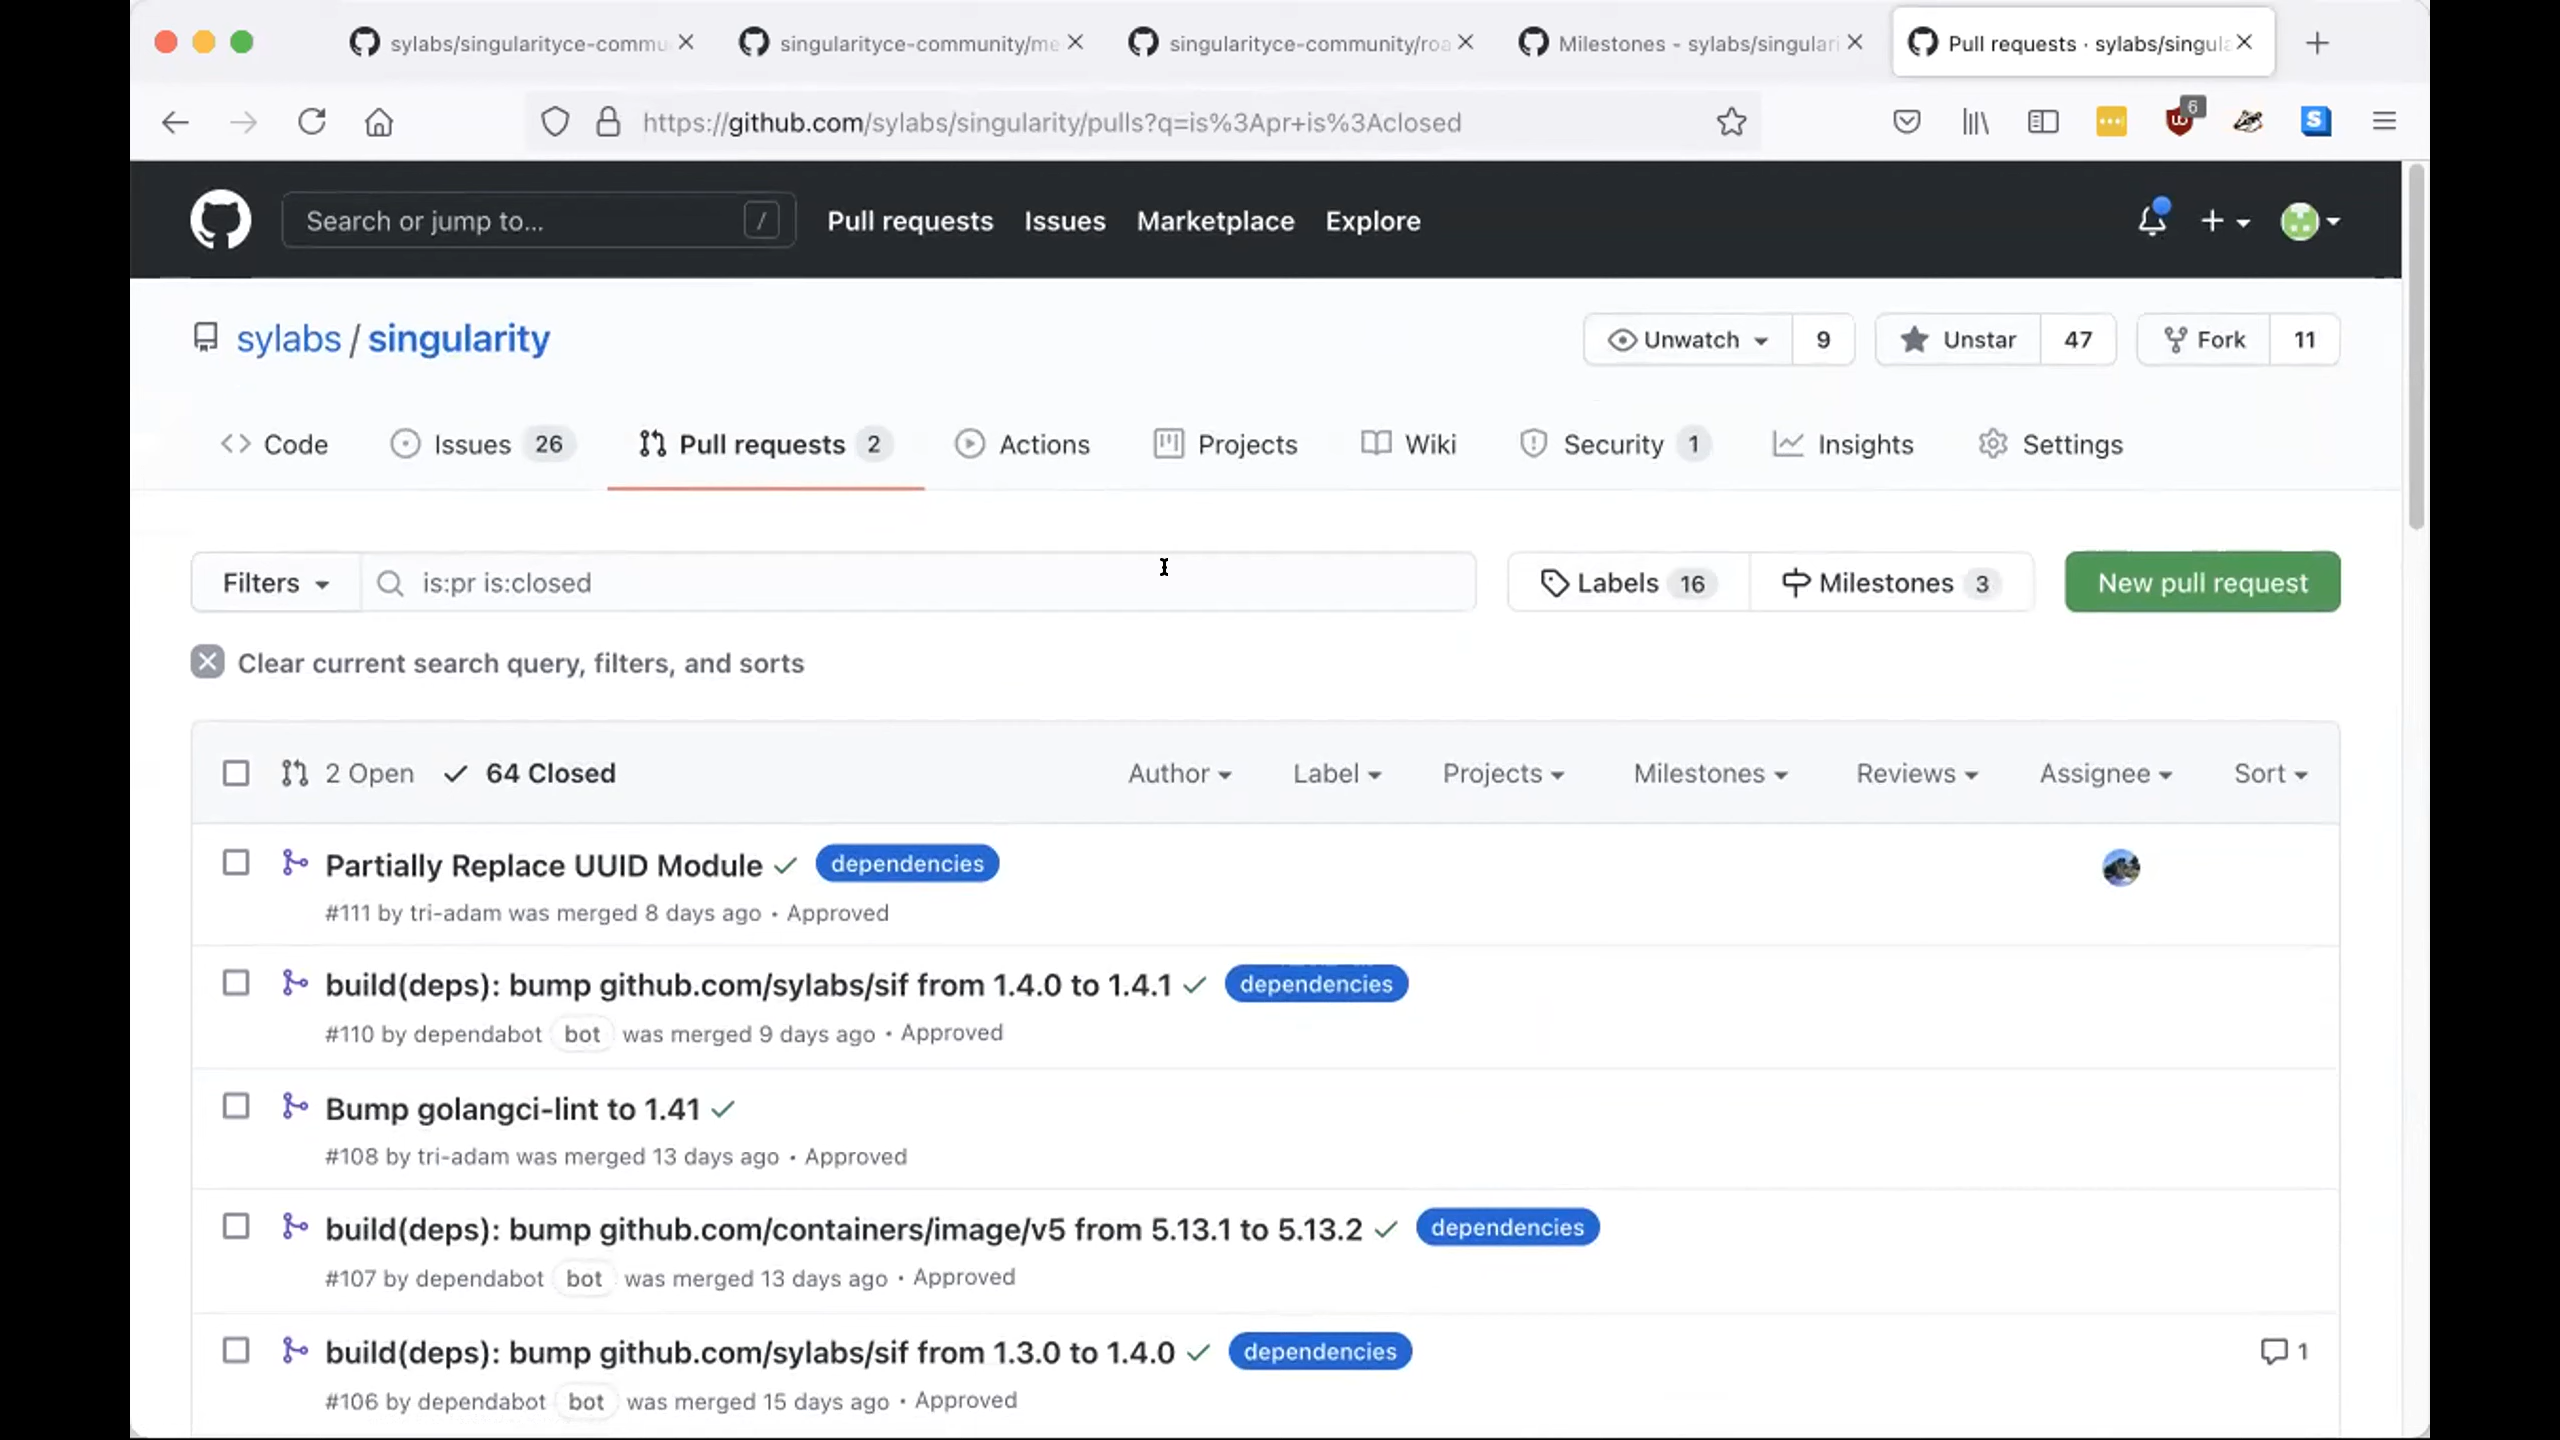 sylabs/singularityce-commu
singularityce-community/me
singularityce-community/roa
Milestones - sylabs/singulari
Pull requests · sylabs/singula
https://github.com/sylabs/singularity/pulls?q=is%3Apr+is%3Aclosed
6
S
Search or jump to...
/
Pull requests
Issues
Marketplace
Explore
sylabs / singularity
Unwatch 9
Unstar 47
Fork 11
Code
Issues 26
Pull requests 2
Actions
Projects
Wiki
Security 1
Insights
Settings
Filters
is:pr is:closed
Labels 16
Milestones 3
New pull request
Clear current search query, filters, and sorts
2 Open
64 Closed
Author
Label
Projects
Milestones
Reviews
Assignee
Sort
Partially Replace UUID Module dependencies
#111 by tri-adam was merged 8 days ago • Approved
build(deps): bump github.com/sylabs/sif from 1.4.0 to 1.4.1 dependencies
#110 by dependabot bot was merged 9 days ago • Approved
Bump golangci-lint to 1.41
#108 by tri-adam was merged 13 days ago • Approved
build(deps): bump github.com/containers/image/v5 from 5.13.1 to 5.13.2 dependencies
#107 by dependabot bot was merged 13 days ago • Approved
build(deps): bump github.com/sylabs/sif from 1.3.0 to 1.4.0 dependencies
1
#106 by dependabot bot was merged 15 days ago • Approved